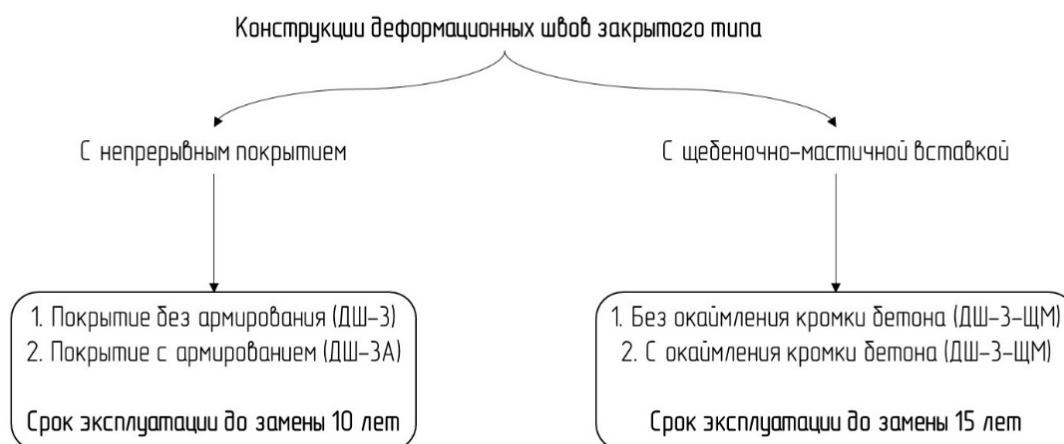 Конструкции деформационных швов закрытого типа
С непрерывным покрытием
С щебеночно-мастичной вставкой
1. Покрытие без армирования (ДШ-З)
2. Покрытие с армированием (ДШ-ЗА)
Срок эксплуатации до замены 10 лет
1. Без окаймления кромки бетона (ДШ-З-ЩМ)
2. С окаймления кромки бетона (ДШ-З-ЩМ)
Срок эксплуатации до замены 15 лет